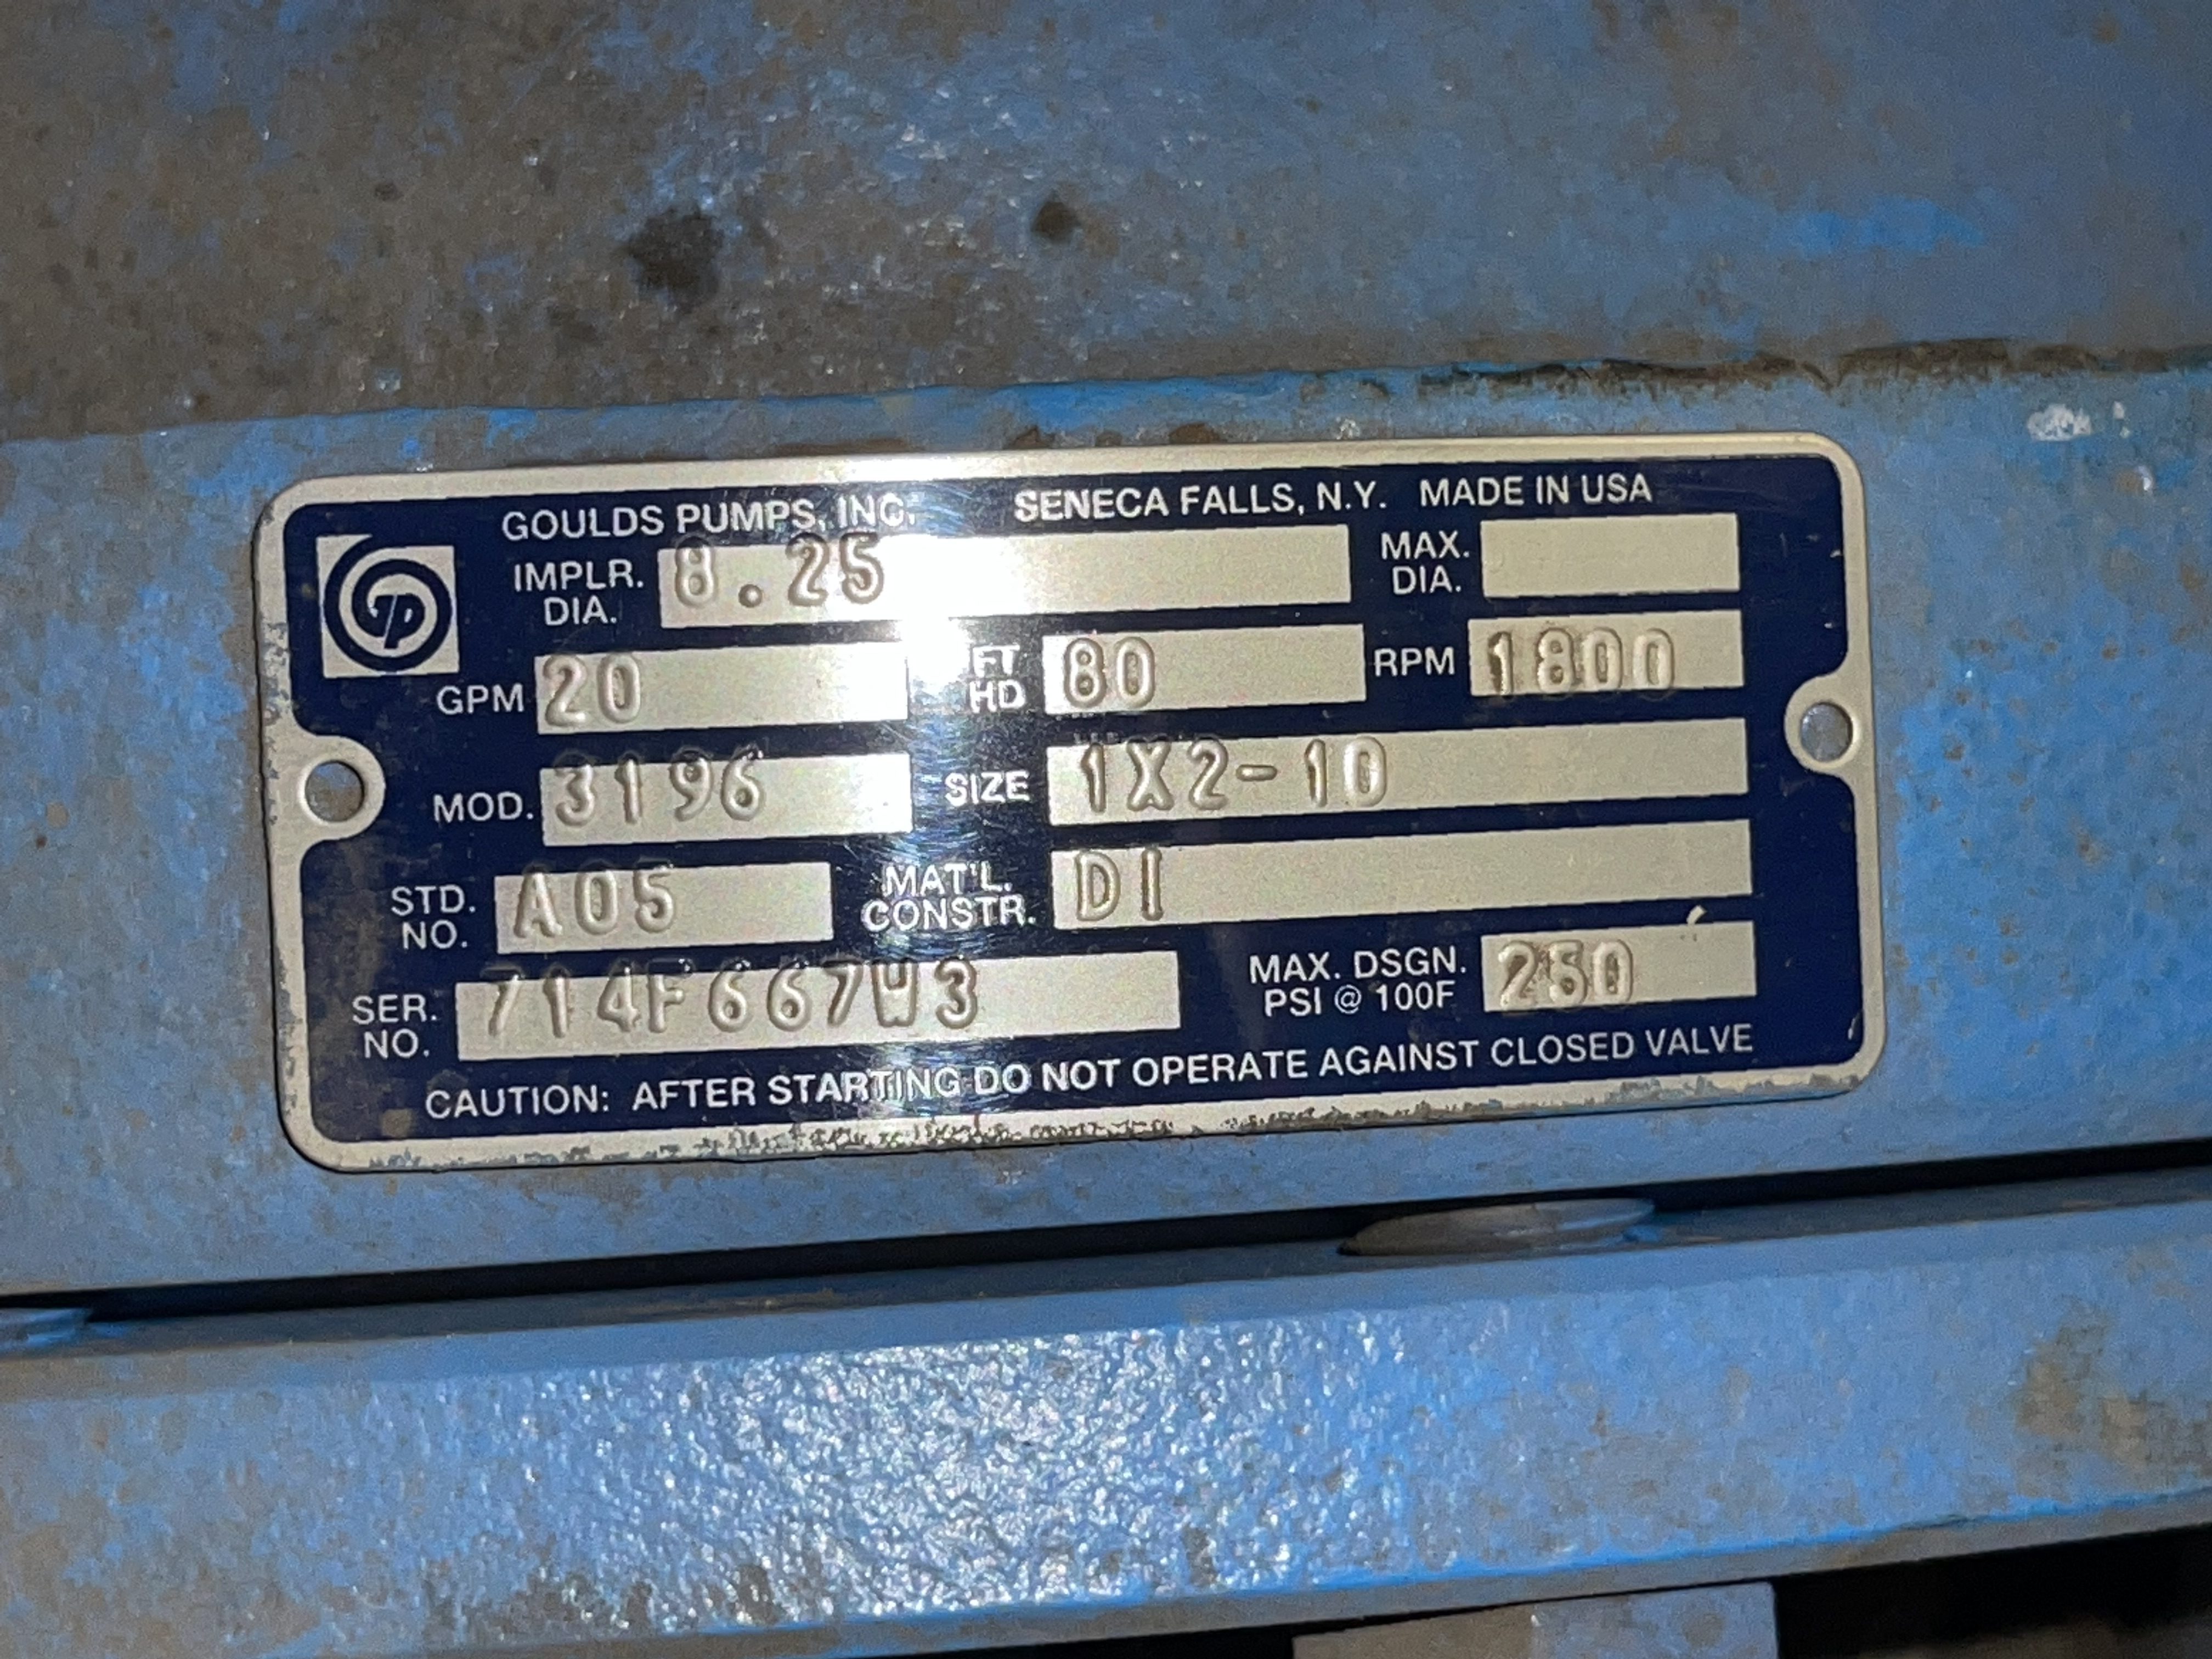 GOULDS PUMPS, INC. SENECA FALLS, N.Y. MADE IN USA
IMPLR. DIA. 8.25 MAX. DIA.
GPM 20 FT HD 80 RPM 1800
MOD. 3196 SIZE 1X2-10
STD. NO. A05 MAT'L. CONSTR. DI
SER. NO. 714F667W3 MAX. DSGN. PSI @ 100F 250
CAUTION: AFTER STARTING DO NOT OPERATE AGAINST CLOSED VALVE